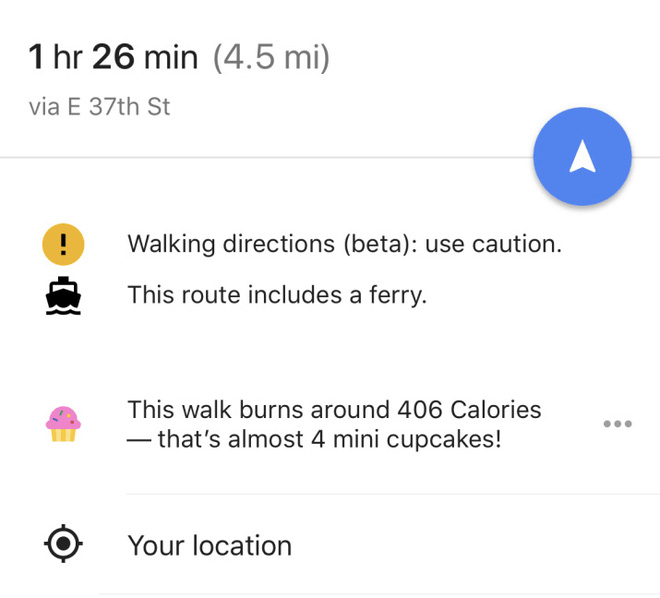 1 hr 26 min (4.5 mi)
via E 37th St
Walking directions (beta): use caution.
This route includes a ferry.
This walk burns around 406 Calories
— that’s almost 4 mini cupcakes!
Your location